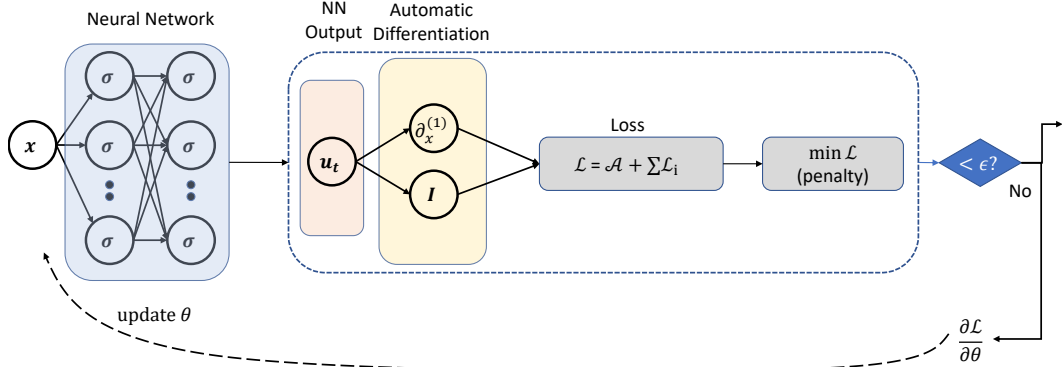 Neural Network
NN
Output
Automatic
Differentiation
x
σ
σ
σ
σ
σ
σ
u_t
∂_x^{(1)}
I
Loss
ℒ = 𝒜 + ∑ℒ_i
min ℒ
(penalty)
< ϵ?
No
update θ
∂ℒ
∂θ